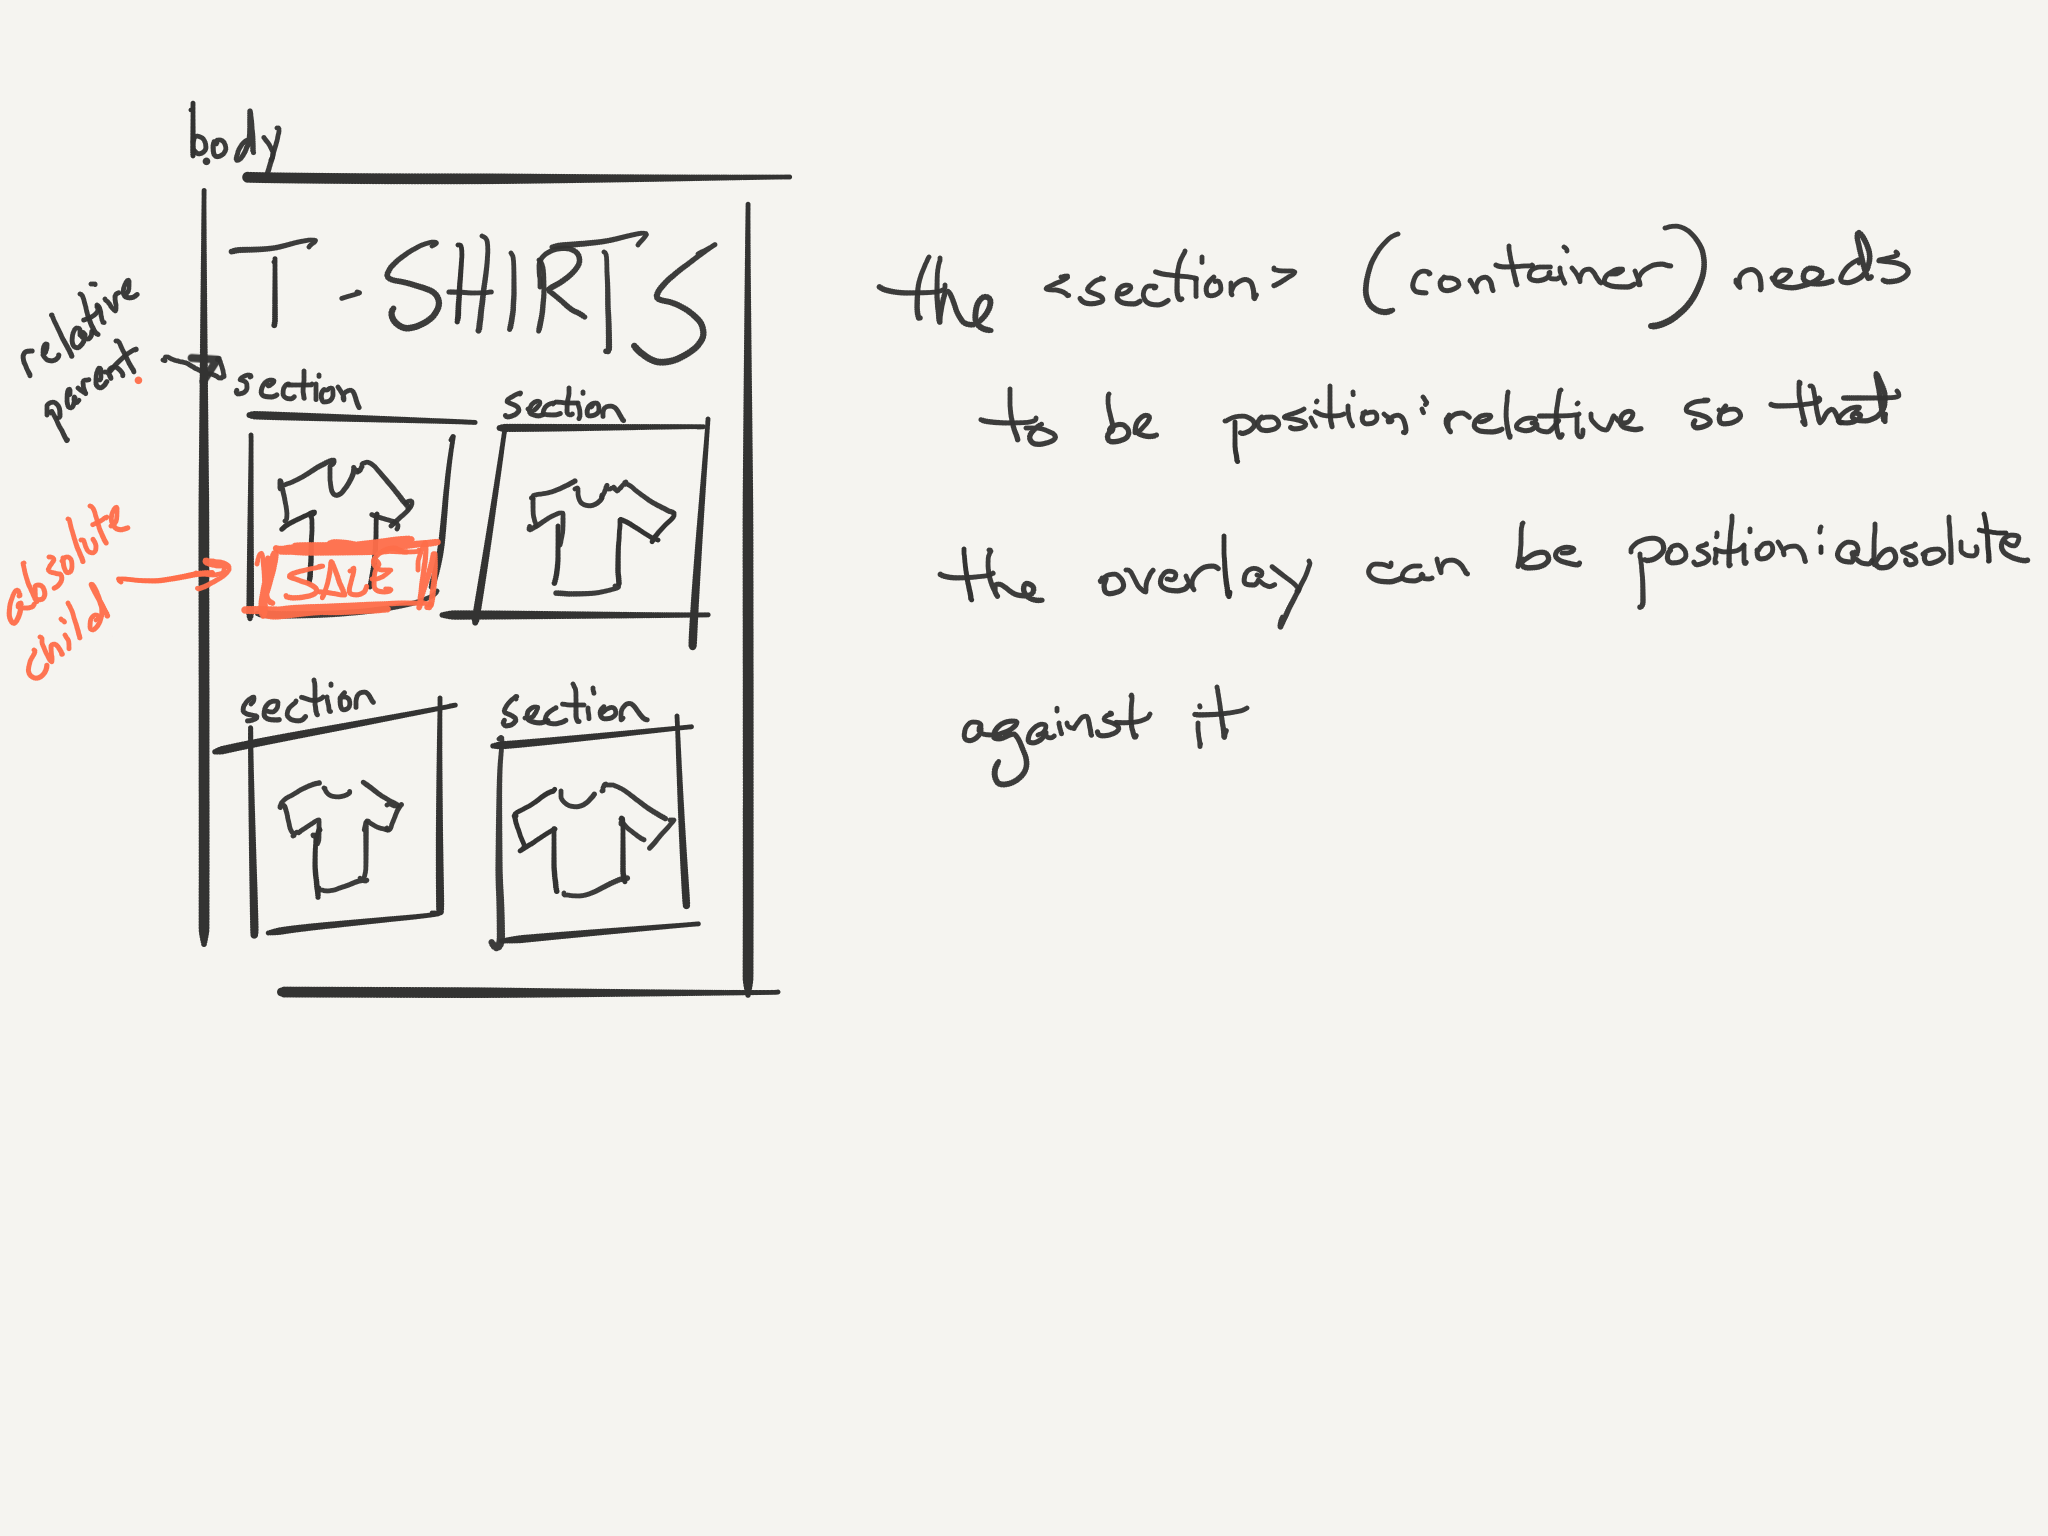 body
T-SHIRTS
relative
parent.
section
section
absolute
child
SALE
section
section
the <section> (container) needs
to be position:relative so that
the overlay can be position:absolute
against it